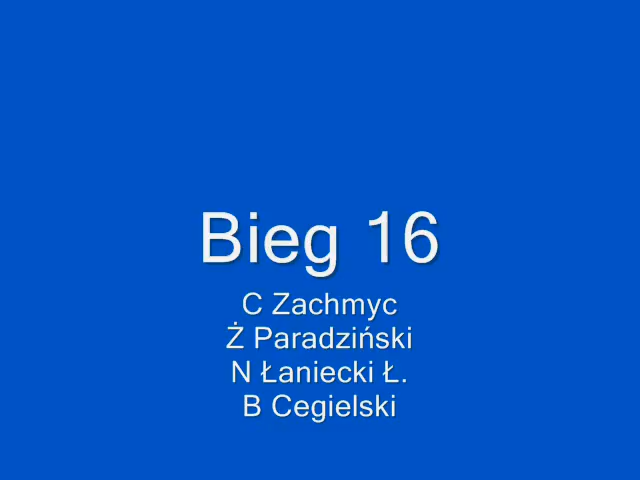 Bieg 16
C Zachmyc
Ż Paradziński
N Łaniecki Ł.
B Cegielski